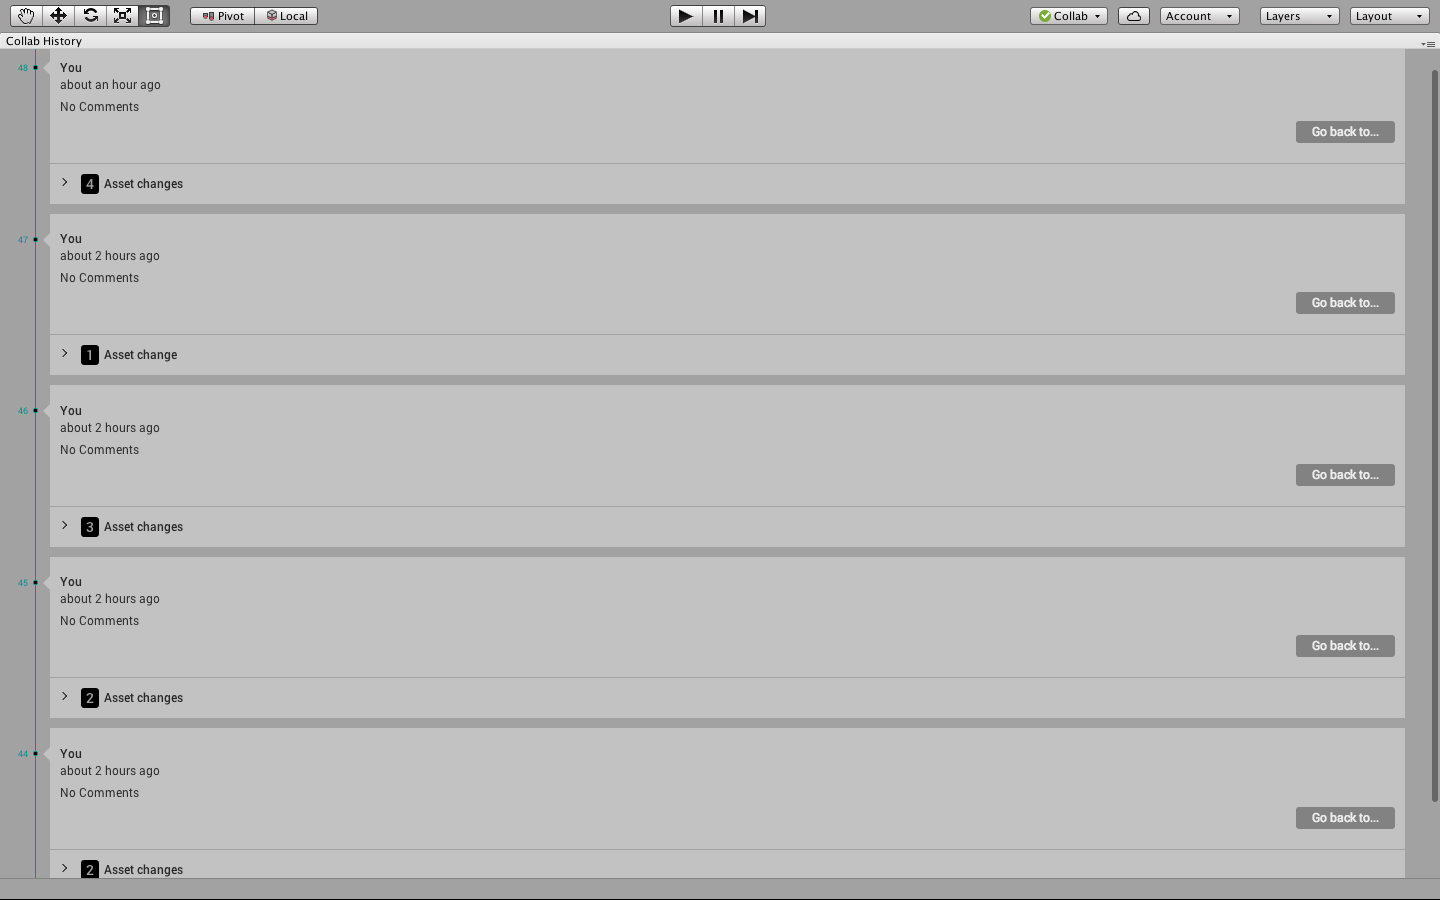 Pivot Local Collab Account Layers Layout
Collab History
48 You
about an hour ago
No Comments
Go back to...
4 Asset changes
47 You
about 2 hours ago
No Comments
Go back to...
1 Asset change
46 You
about 2 hours ago
No Comments
Go back to...
3 Asset changes
45 You
about 2 hours ago
No Comments
Go back to...
2 Asset changes
44 You
about 2 hours ago
No Comments
Go back to...
2 Asset changes